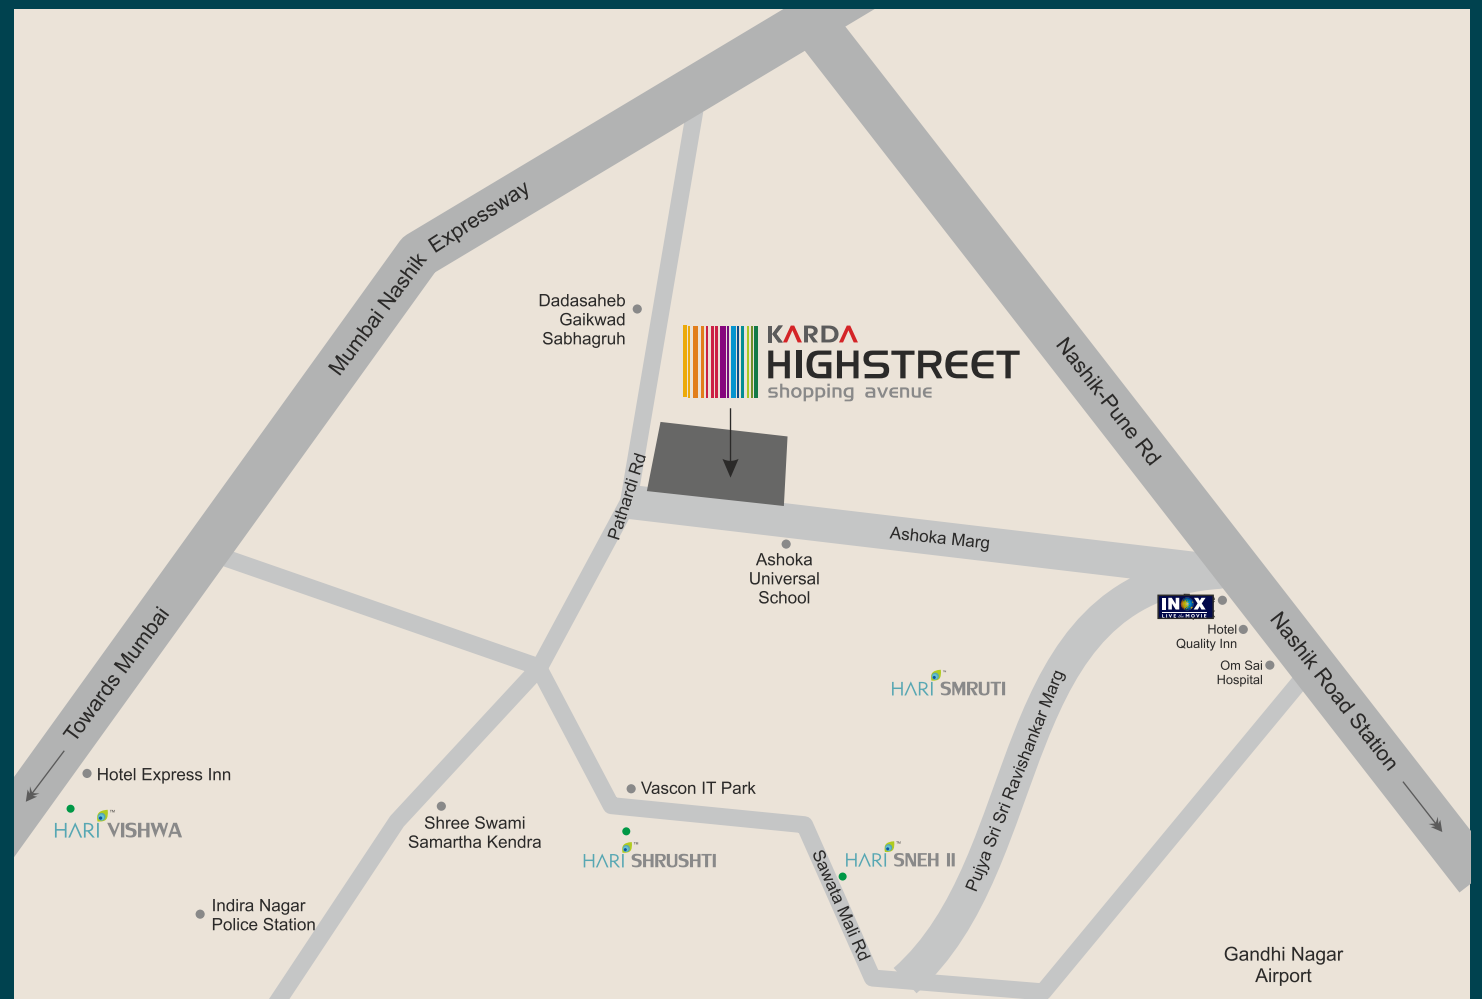 Mumbai Nashik Expressway
Dadasaheb
Gaikwad
Sabhagruh
KARDA
HIGHSTREET
shopping avenue
Nashik-Pune Rd
Pathardi Rd
Ashoka Marg
Ashoka
Universal
School
INOX
LIVE the MOVIE
Hotel
Quality Inn
Om Sai
Hospital
Nashik Road Station
Towards Mumbai
HARI SMRUTI
Pujya Sri Sri Ravishankar Marg
Hotel Express Inn
HARI VISHWA
Vascon IT Park
Shree Swami
Samartha Kendra
HARI SHRUSHTI
HARI SNEH II
Sawata Mali Rd
Indira Nagar
Police Station
Gandhi Nagar
Airport